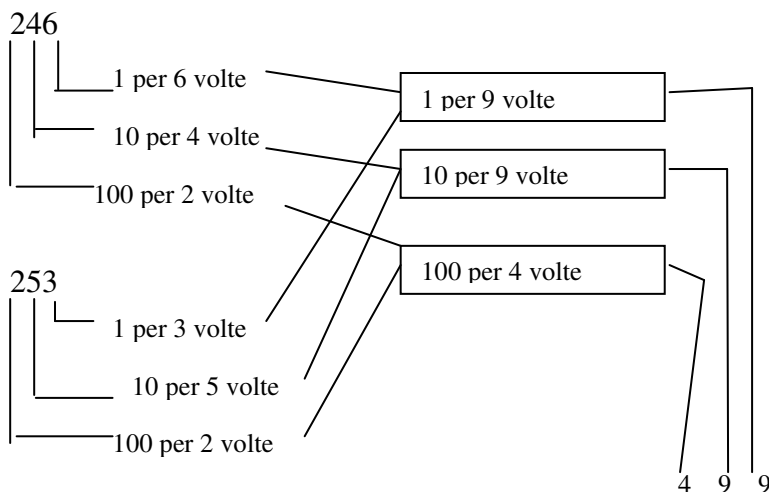 246
1 per 6 volte
10 per 4 volte
100 per 2 volte
1 per 9 volte
10 per 9 volte
100 per 4 volte
253
1 per 3 volte
10 per 5 volte
100 per 2 volte
4 9 9